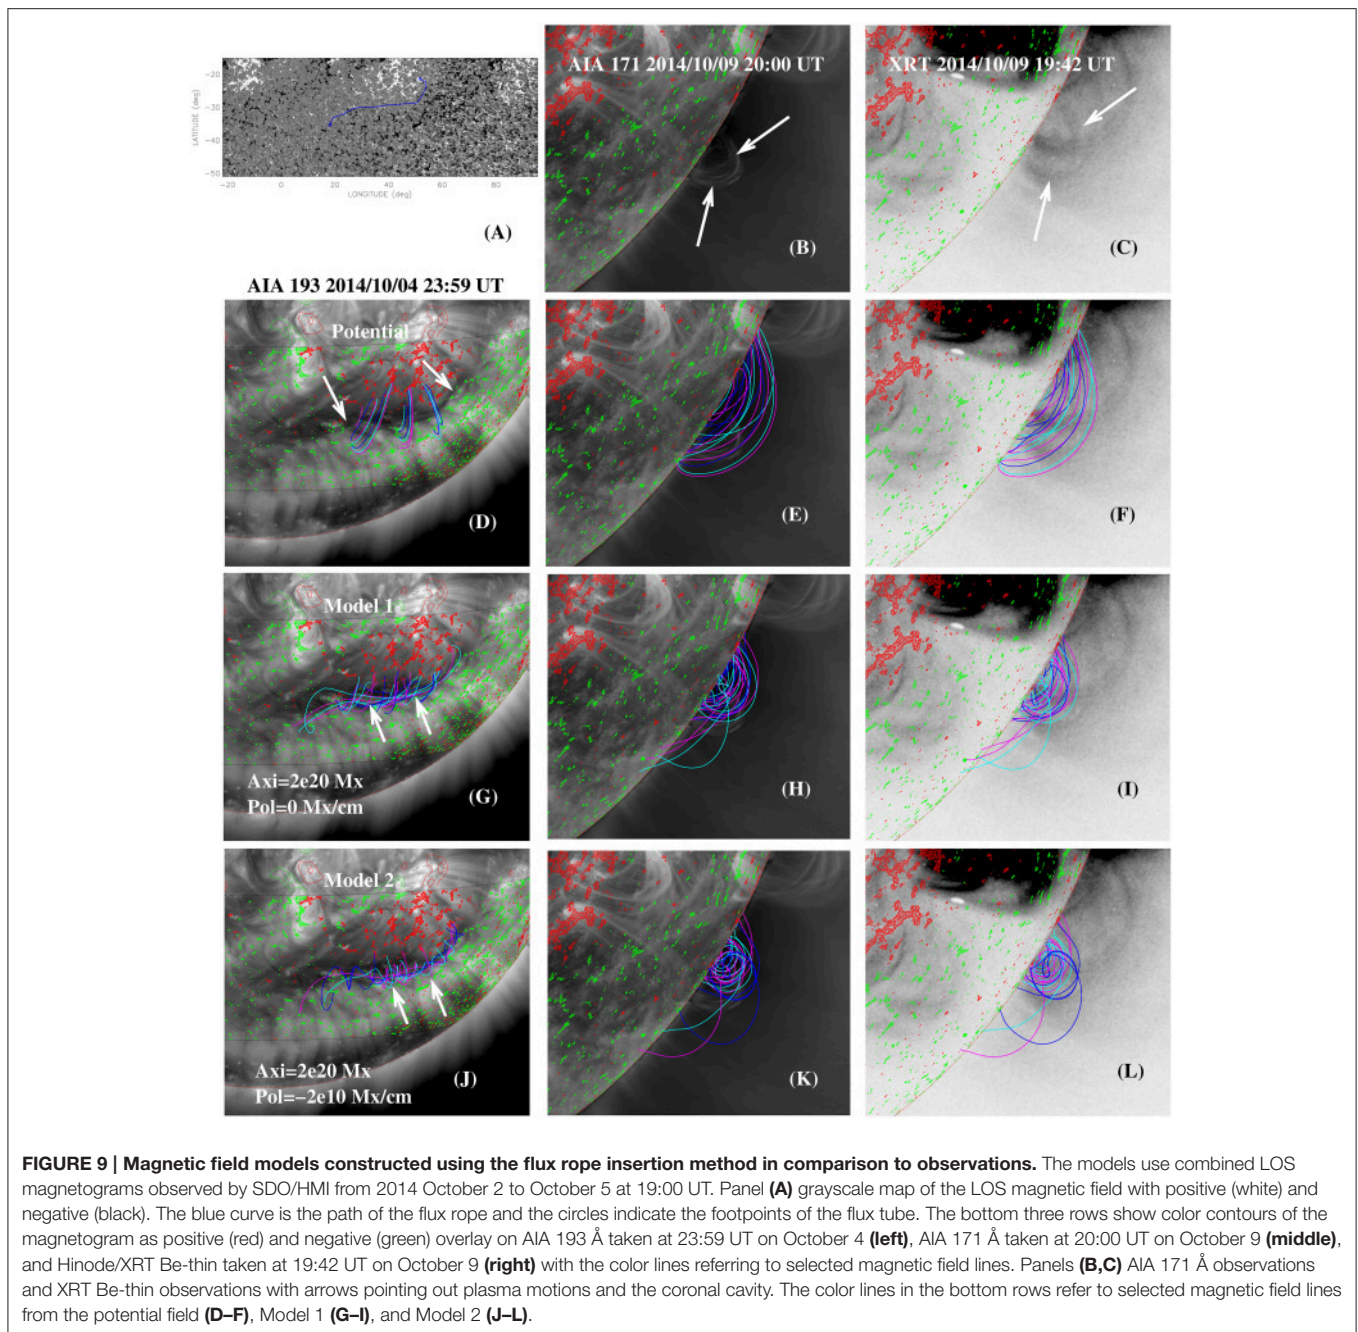 AIA 171 2014/10/09 20:00 UT
XRT 2014/10/09 19:42 UT
LATITUDE (deg)
-20
-30
-40
-50
-20
0
20
40
60
80
LONGITUDE (deg)
(A)
(B)
(C)
AIA 193 2014/10/04 23:59 UT
Potential
(D)
(E)
(F)
Model 1
Axi=2e20 Mx
Pol=0 Mx/cm
(G)
(H)
(I)
Model 2
Axi=2e20 Mx
Pol=−2e10 Mx/cm
(J)
(K)
(L)
FIGURE 9 | Magnetic field models constructed using the flux rope insertion method in comparison to observations. The models use combined LOS
magnetograms observed by SDO/HMI from 2014 October 2 to October 5 at 19:00 UT. Panel (A) grayscale map of the LOS magnetic field with positive (white) and
negative (black). The blue curve is the path of the flux rope and the circles indicate the footpoints of the flux tube. The bottom three rows show color contours of the
magnetogram as positive (red) and negative (green) overlay on AIA 193 Å taken at 23:59 UT on October 4 (left), AIA 171 Å taken at 20:00 UT on October 9 (middle),
and Hinode/XRT Be-thin taken at 19:42 UT on October 9 (right) with the color lines referring to selected magnetic field lines. Panels (B,C) AIA 171 Å observations
and XRT Be-thin observations with arrows pointing out plasma motions and the coronal cavity. The color lines in the bottom rows refer to selected magnetic field lines
from the potential field (D–F), Model 1 (G–I), and Model 2 (J–L).